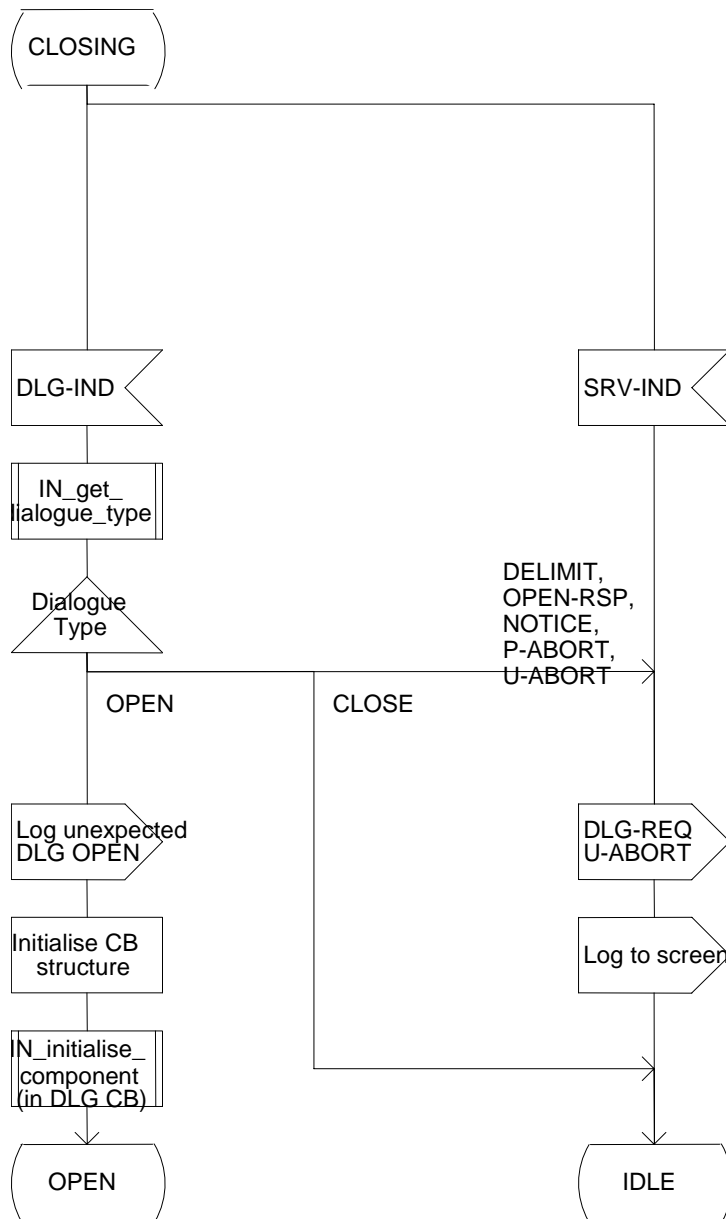 CLOSING
DLG-IND
SRV-IND
IN_get_
dialogue_type
Dialogue
Type
DELIMIT,
OPEN-RSP,
NOTICE,
P-ABORT,
U-ABORT
OPEN
CLOSE
Log unexpected
DLG OPEN
DLG-REQ
U-ABORT
Initialise CB
structure
Log to screen
IN_initialise_
component
(in DLG CB)
OPEN
IDLE